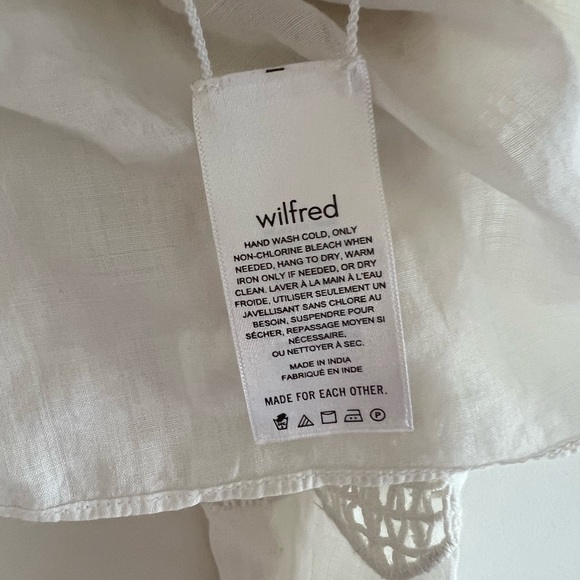 wilfred
HAND WASH COLD, ONLY
NON-CHLORINE BLEACH WHEN
NEEDED, HANG TO DRY, WARM
IRON ONLY IF NEEDED, OR DRY
CLEAN. LAVER À LA MAIN À L'EAU
FROIDE, UTILISER SEULEMENT UN
JAVELLISANT SANS CHLORE AU
BESOIN, SUSPENDRE POUR
SÉCHER, REPASSAGE MOYEN SI
NÉCESSAIRE,
OU NETTOYER À SEC.
MADE IN INDIA
FABRIQUÉ EN INDE
MADE FOR EACH OTHER.
P